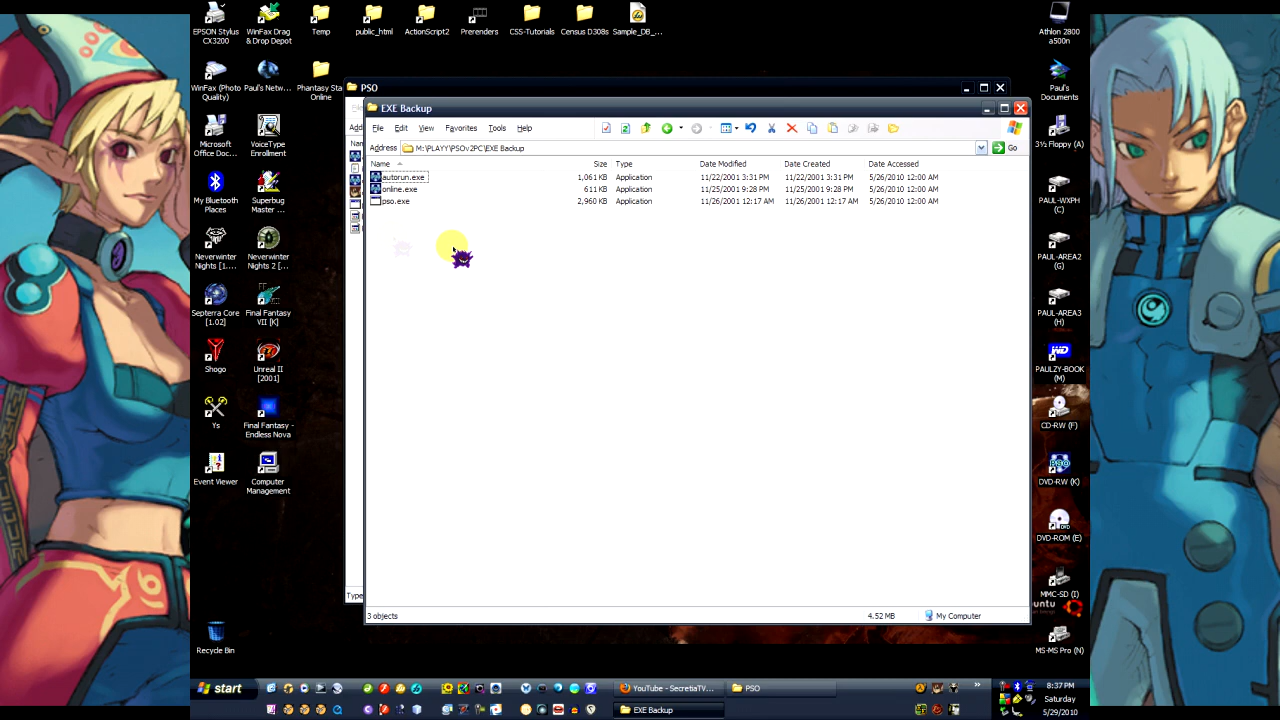 EPSON Stylus CX3200
WinFax Drag & Drop Depot
Temp
public_html
ActionScript2
Prerenders
CSS-Tutorials
Census D308s
Sample_DB_...
Athlon 2800 a500n
WinFax (Photo Quality)
Paul's Netw...
Phantasy Sta Online
Paul's Documents
Microsoft Office Doc...
VoiceType Enrollment
3½ Floppy (A)
My Bluetooth Places
Superbug Master ...
PAUL-WXPH (C)
Neverwinter Nights [1....
Neverwinter Nights 2 [...
PAUL-AREA2 (G)
Septerra Core [1.02]
Final Fantasy VII [K]
PAUL-AREA3 (H)
Shogo
Unreal II [2001]
PAULZY-BOOK (M)
Ys
Final Fantasy - Endless Nova
CD-RW (F)
Event Viewer
Computer Management
DVD-RW (K)
DVD-ROM (E)
MMC-SD (I)
MS-MS Pro (N)
Recycle Bin
PSO
EXE Backup
File Edit View Favorites Tools Help
Address M:\PLAYY\PSOv2PC\EXE Backup Go
Name Size Type Date Modified Date Created Date Accessed
autorun.exe 1,061 KB Application 11/22/2001 3:31 PM 11/22/2001 3:31 PM 5/26/2010 12:00 AM
online.exe 611 KB Application 11/25/2001 9:28 PM 11/25/2001 9:28 PM 5/26/2010 12:00 AM
pso.exe 2,960 KB Application 11/26/2001 12:17 AM 11/26/2001 12:17 AM 5/26/2010 12:00 AM
3 objects 4.52 MB My Computer
start
YouTube - SecretiaTV...
PSO
EXE Backup
8:37 PM
Saturday
5/29/2010